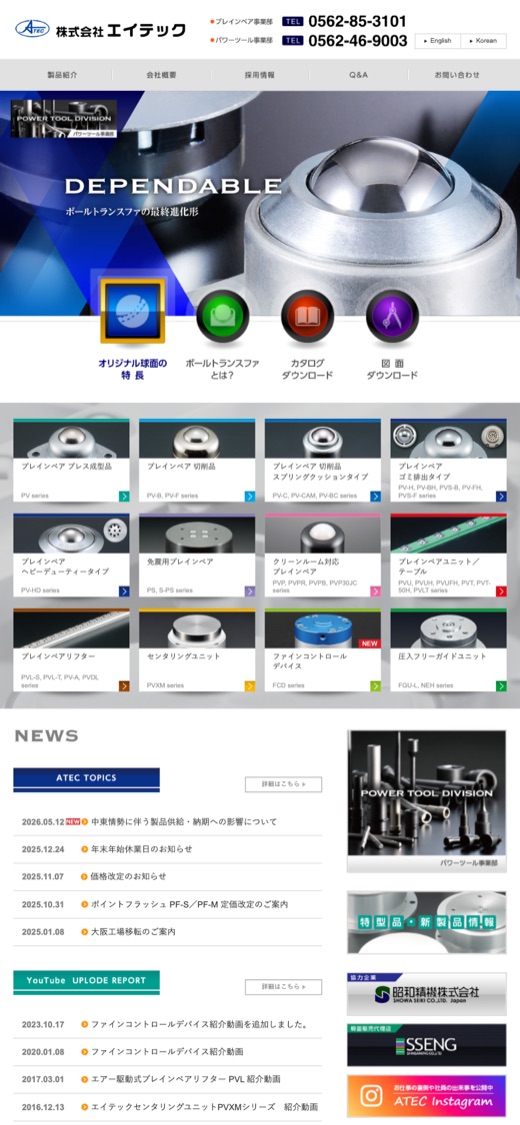 ATEC 株式会社 エイテック
●プレインベア事業部 TEL 0562-85-3101
●パワーツール事業部 TEL 0562-46-9003
▸ English
▸ Korean
製品紹介
会社概要
採用情報
Q&A
お問い合わせ
POWER TOOL DIVISION
パワーツール事業部
DEPENDABLE
ボールトランスファの最終進化形
オリジナル球面の
特 長
ボールトランスファ
とは?
カタログ
ダウンロード
図 面
ダウンロード
プレインベア プレス成型品
PV series
プレインベア 切削品
PV-B, PV-F series
プレインベア 切削品
スプリングクッションタイプ
PV-C, PV-CAM, PV-BC series
プレインベア
ゴミ排出タイプ
PV-H, PV-BH, PVS-B, PV-FH,
PVS-F series
プレインベア
ヘビーデューティータイプ
PV-HD series
免震用プレインベア
PS, S-PS series
クリーンルーム対応
プレインベア
PVP, PVPR, PVPB, PVP30JC
series
プレインベアユニット/
テーブル
PVU, PVUH, PVUFH, PVT, PVT-
50H, PVLT series
プレインベアリフター
PVL-S, PVL-T, PV-A, PVDL
series
センタリングユニット
PVXM series
NEW
ファインコントロール
デバイス
FCD series
圧入フリーガイドユニット
FGU-L, NEH series
NEWS
ATEC TOPICS
詳細はこちら ▸
2026.05.12 NEW 中東情勢に伴う製品供給・納期への影響について
2025.12.24 年末年始休業日のお知らせ
2025.11.07 価格改定のお知らせ
2025.10.31 ポイントフラッシュ PF-S/PF-M 定価改定のご案内
2025.01.08 大阪工場移転のご案内
YouTube UPLODE REPORT
詳細はこちら ▸
2023.10.17 ファインコントロールデバイス紹介動画を追加しました。
2020.01.08 ファインコントロールデバイス紹介動画
2017.03.01 エアー駆動式プレインベアリフター PVL 紹介動画
2016.12.13 エイテックセンタリングユニットPVXMシリーズ 紹介動画
POWER TOOL DIVISION
パワーツール事業部
特型品・新製品情報
協力企業
昭和精機株式会社
SHOWA SEIKI CO.,LTD. Japan
韓国販売代理店
SSENG
お仕事の裏側や社員の出来事を公開中
ATEC Instagram